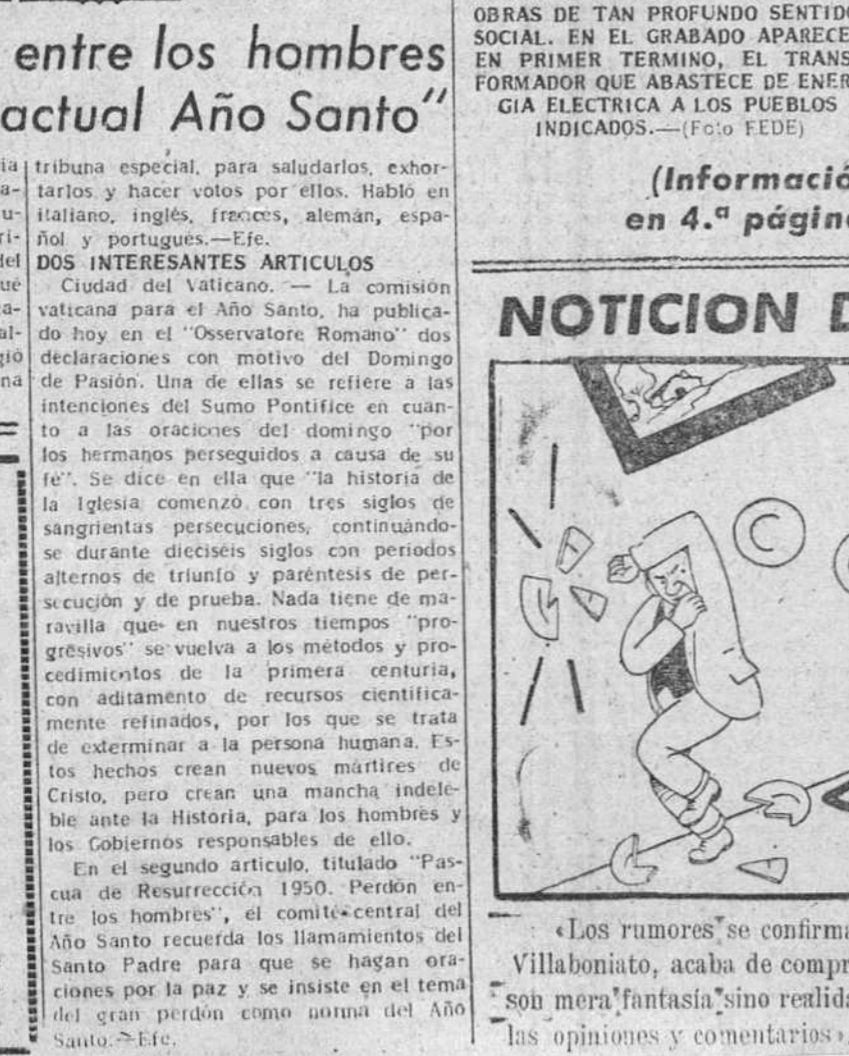 entre los hombres
actual Año Santo"
ia
a-
u-
ri-
del
qué
ca-
al-
gió
na
tribuna especial, para saludarlos, exhor-
tarlos y hacer votos por ellos. Habló en
italiano, inglés, francés, alemán, espa-
ñol y portugués.—Efe.
DOS INTERESANTES ARTICULOS
Ciudad del Vaticano. — La comisión
vaticana para el Año Santo, ha publica-
do hoy en el "Osservatore Romano" dos
declaraciones con motivo del Domingo
de Pasión. Una de ellas se refiere a las
intenciones del Sumo Pontífice en cuan-
to a las oraciones del domingo "por
los hermanos perseguidos a causa de su
fe". Se dice en ella que "la historia de
la Iglesia comenzó con tres siglos de
sangrientas persecuciones, continuándo-
se durante dieciséis siglos con períodos
alternos de triunfo y paréntesis de per-
secución y de prueba. Nada tiene de ma-
ravilla que en nuestros tiempos "pro-
gresivos" se vuelva a los métodos y pro-
cedimientos de la primera centuria,
con aditamento de recursos científica-
mente refinados, por los que se trata
de exterminar a la persona humana. Es-
tos hechos crean nuevos mártires de
Cristo, pero crean una mancha indele-
ble ante la Historia, para los hombres y
los Gobiernos responsables de ello.
En el segundo artículo, titulado "Pas-
cua de Resurrección 1950. Perdón en-
tre los hombres", el comité central del
Año Santo recuerda los llamamientos del
Santo Padre para que se hagan ora-
ciones por la paz y se insiste en el tema
del gran perdón como norma del Año
Santo.—Efe.
OBRAS DE TAN PROFUNDO SENTIDO
SOCIAL. EN EL GRABADO APARECE
EN PRIMER TERMINO, EL TRANS
FORMADOR QUE ABASTECE DE ENER
GIA ELECTRICA A LOS PUEBLOS
INDICADOS.—(Foto FEDE)
(Informació
en 4.ª página
NOTICION D
«Los rumores se confirma
Villaboniato, acaba de compr
son mera fantasía sino realida
las opiniones y comentarios»